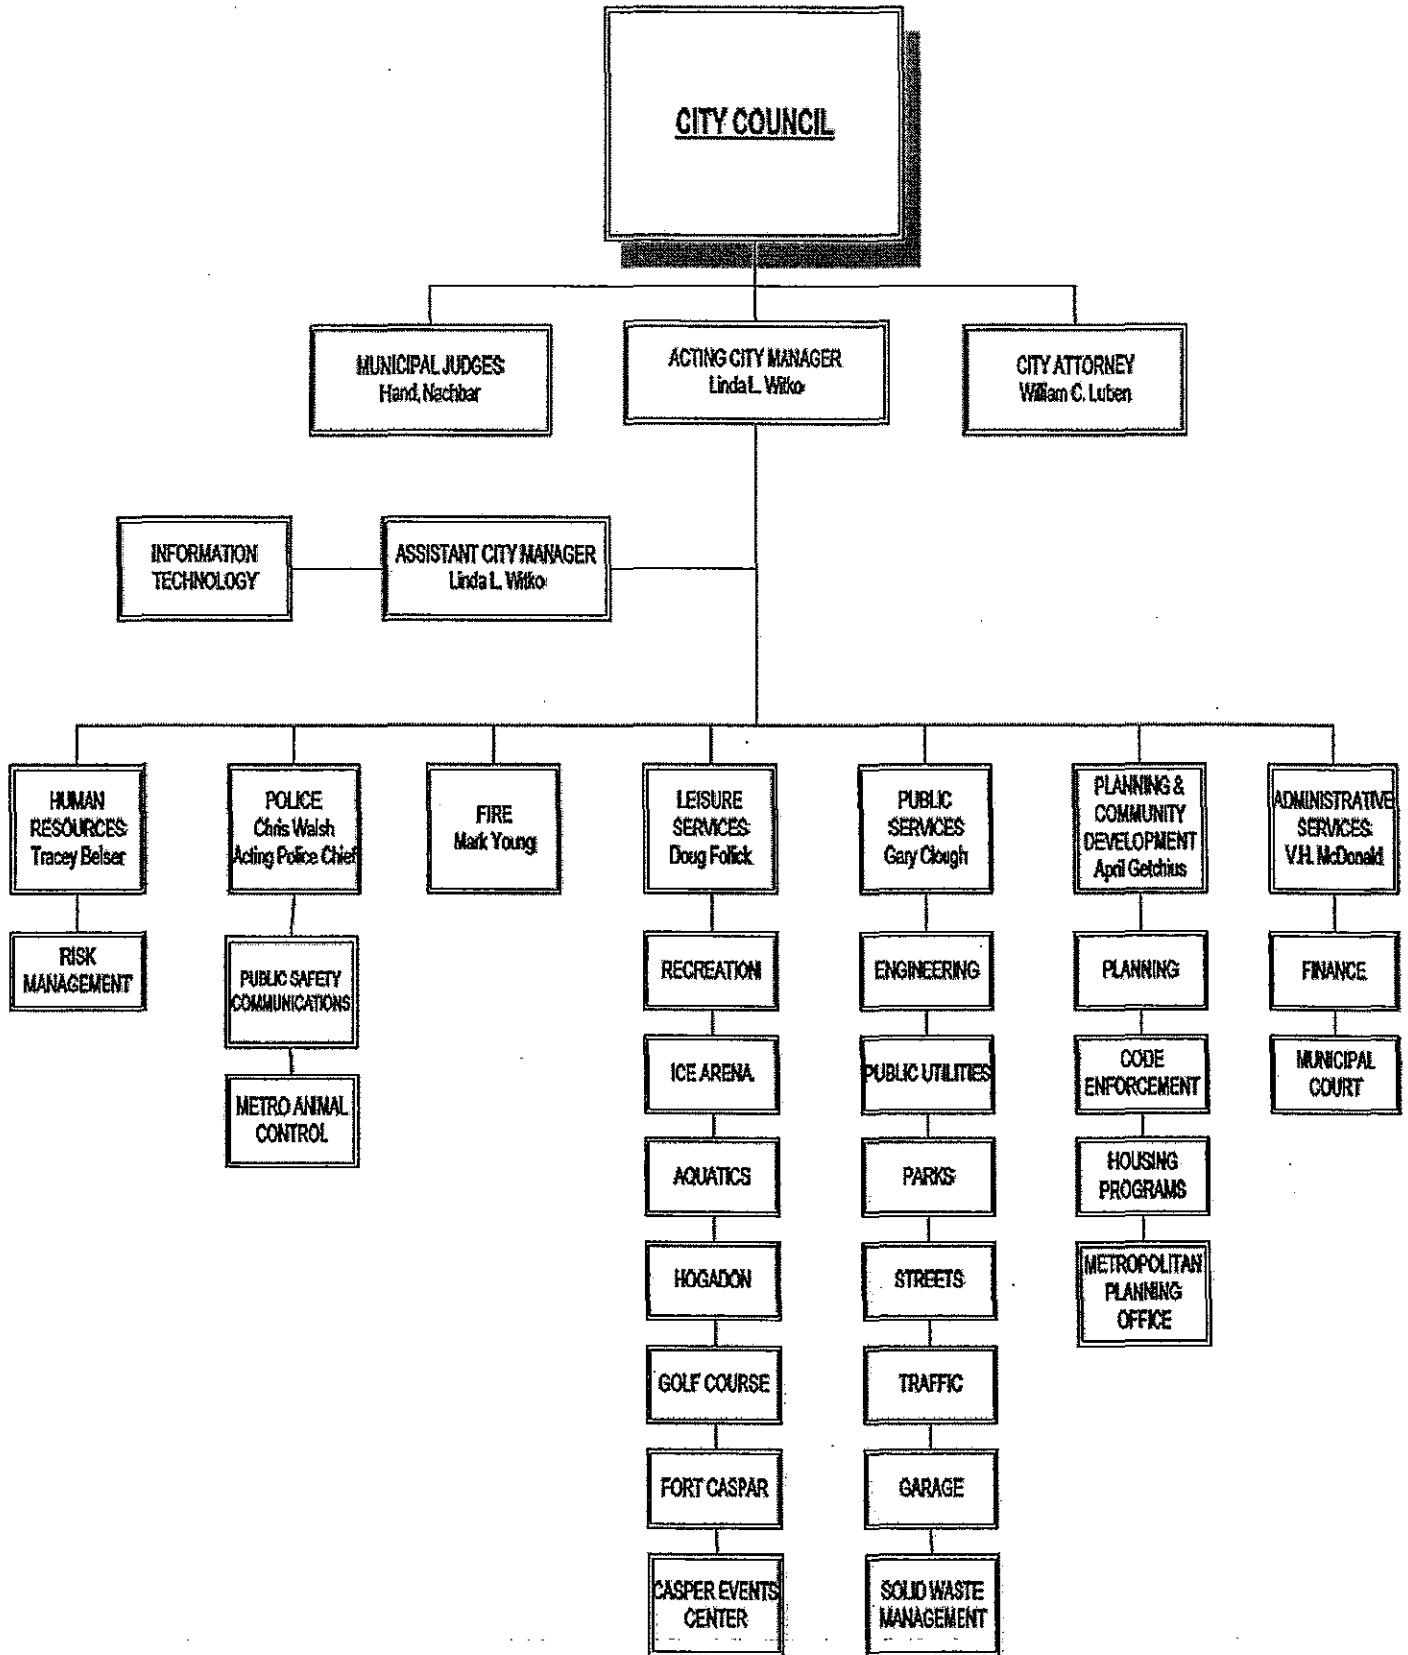 CITY COUNCIL
MUNICIPAL JUDGES
Hand, Nachbar
ACTING CITY MANAGER
Linda L. Witko
CITY ATTORNEY
William C. Luben
INFORMATION
TECHNOLOGY
ASSISTANT CITY MANAGER
Linda L. Witko
HUMAN
RESOURCES
Tracey Belser
POLICE
Chris Walsh
Acting Police Chief
FIRE
Mark Young
LEISURE
SERVICES
Doug Follick
PUBLIC
SERVICES
Gary Clough
PLANNING &
COMMUNITY
DEVELOPMENT
April Getchius
ADMINISTRATIVE
SERVICES
V.H. McDonald
RISK
MANAGEMENT
PUBLIC SAFETY
COMMUNICATIONS
METRO ANIMAL
CONTROL
RECREATION
ICE ARENA
AQUATICS
HOGADON
GOLF COURSE
FORT CASPAR
CASPER EVENTS
CENTER
ENGINEERING
PUBLIC UTILITIES
PARKS
STREETS
TRAFFIC
GARAGE
SOLID WASTE
MANAGEMENT
PLANNING
CODE
ENFORCEMENT
HOUSING
PROGRAMS
METROPOLITAN
PLANNING
OFFICE
FINANCE
MUNICIPAL
COURT